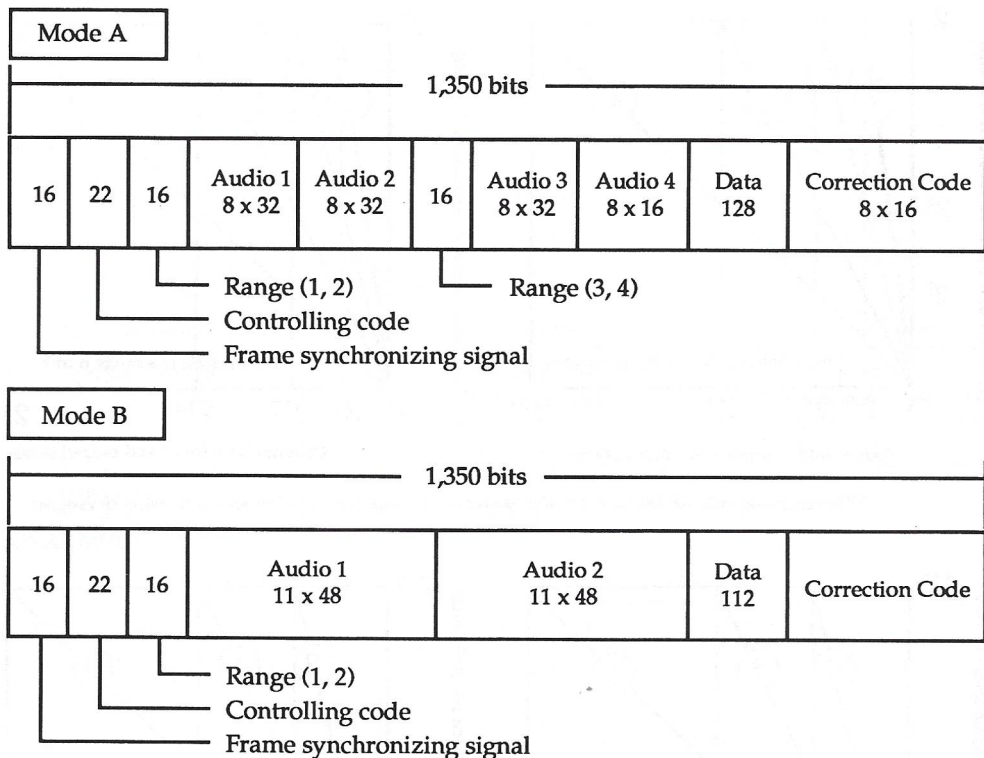 Mode A
1,350 bits
16
22
16
Audio 1
8 x 32
Audio 2
8 x 32
16
Audio 3
8 x 32
Audio 4
8 x 16
Data
128
Correction Code
8 x 16
Range (1, 2)
Range (3, 4)
Controlling code
Frame synchronizing signal
Mode B
1,350 bits
16
22
16
Audio 1
11 x 48
Audio 2
11 x 48
Data
112
Correction Code
Range (1, 2)
Controlling code
Frame synchronizing signal